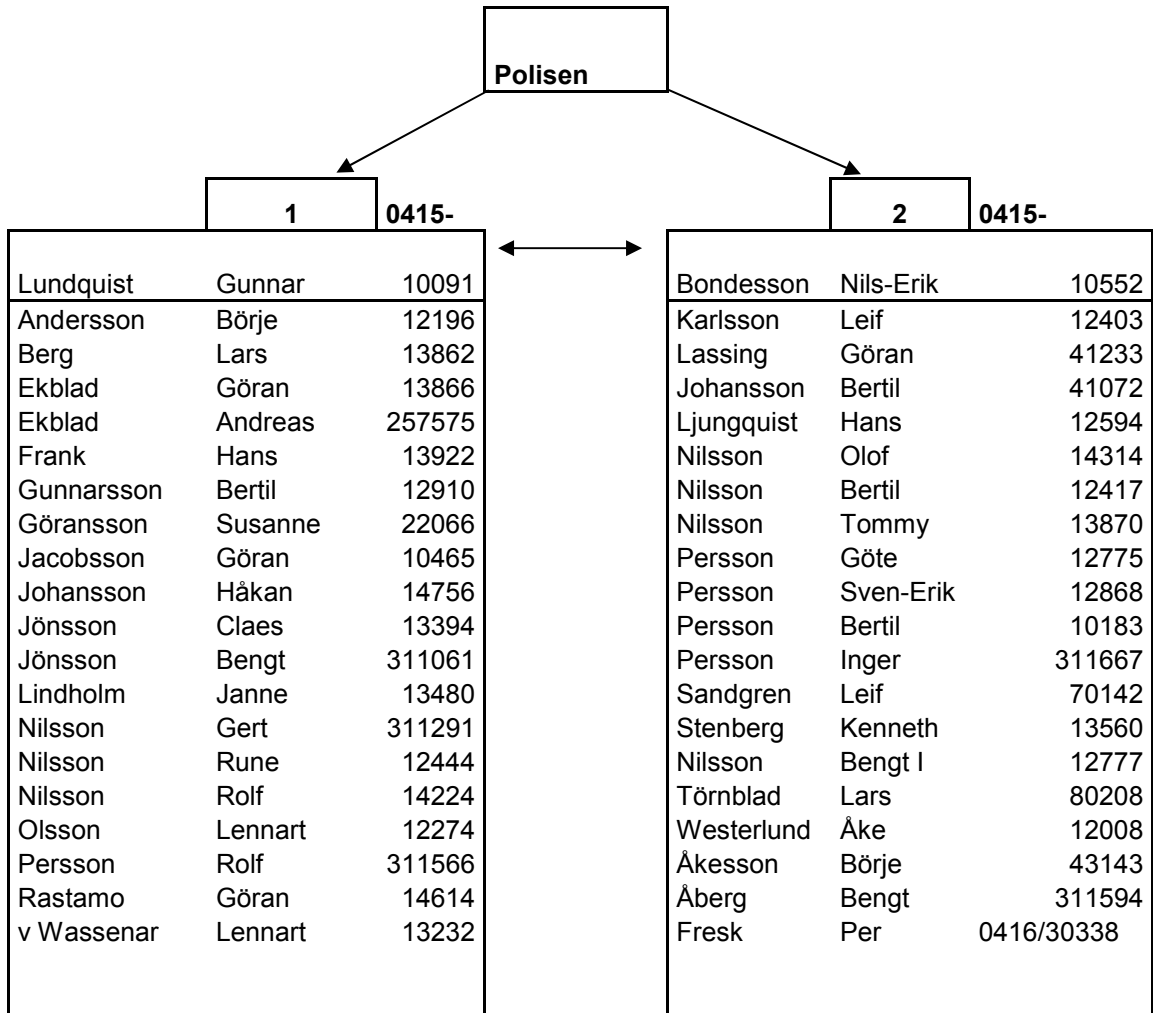 Polisen
1 0415-
Lundquist Gunnar 10091
Andersson Börje 12196
Berg Lars 13862
Ekblad Göran 13866
Ekblad Andreas 257575
Frank Hans 13922
Gunnarsson Bertil 12910
Göransson Susanne 22066
Jacobsson Göran 10465
Johansson Håkan 14756
Jönsson Claes 13394
Jönsson Bengt 311061
Lindholm Janne 13480
Nilsson Gert 311291
Nilsson Rune 12444
Nilsson Rolf 14224
Olsson Lennart 12274
Persson Rolf 311566
Rastamo Göran 14614
v Wassenar Lennart 13232
2 0415-
Bondesson Nils-Erik 10552
Karlsson Leif 12403
Lassing Göran 41233
Johansson Bertil 41072
Ljungquist Hans 12594
Nilsson Olof 14314
Nilsson Bertil 12417
Nilsson Tommy 13870
Persson Göte 12775
Persson Sven-Erik 12868
Persson Bertil 10183
Persson Inger 311667
Sandgren Leif 70142
Stenberg Kenneth 13560
Nilsson Bengt I 12777
Törnblad Lars 80208
Westerlund Åke 12008
Åkesson Börje 43143
Åberg Bengt 311594
Fresk Per 0416/30338